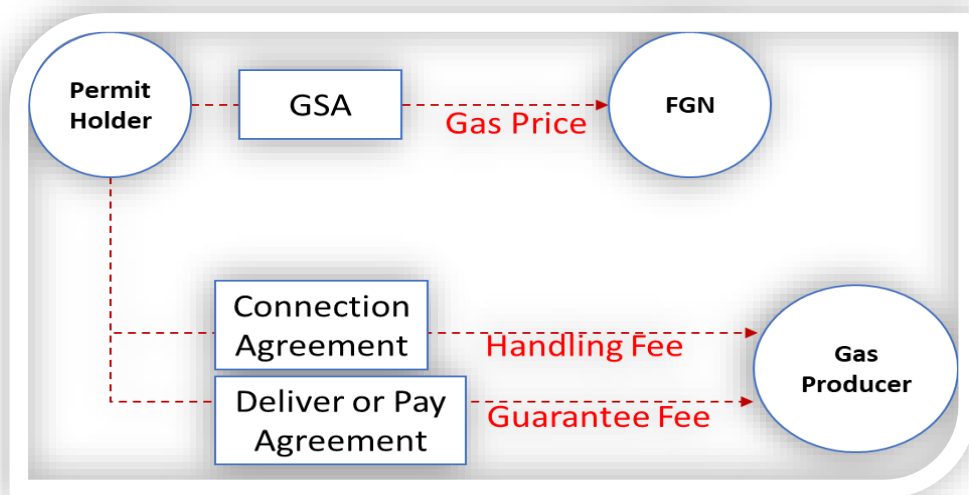 Permit
Holder
GSA
Gas Price
FGN
Connection
Agreement
Handling Fee
Deliver or Pay
Agreement
Guarantee Fee
Gas
Producer